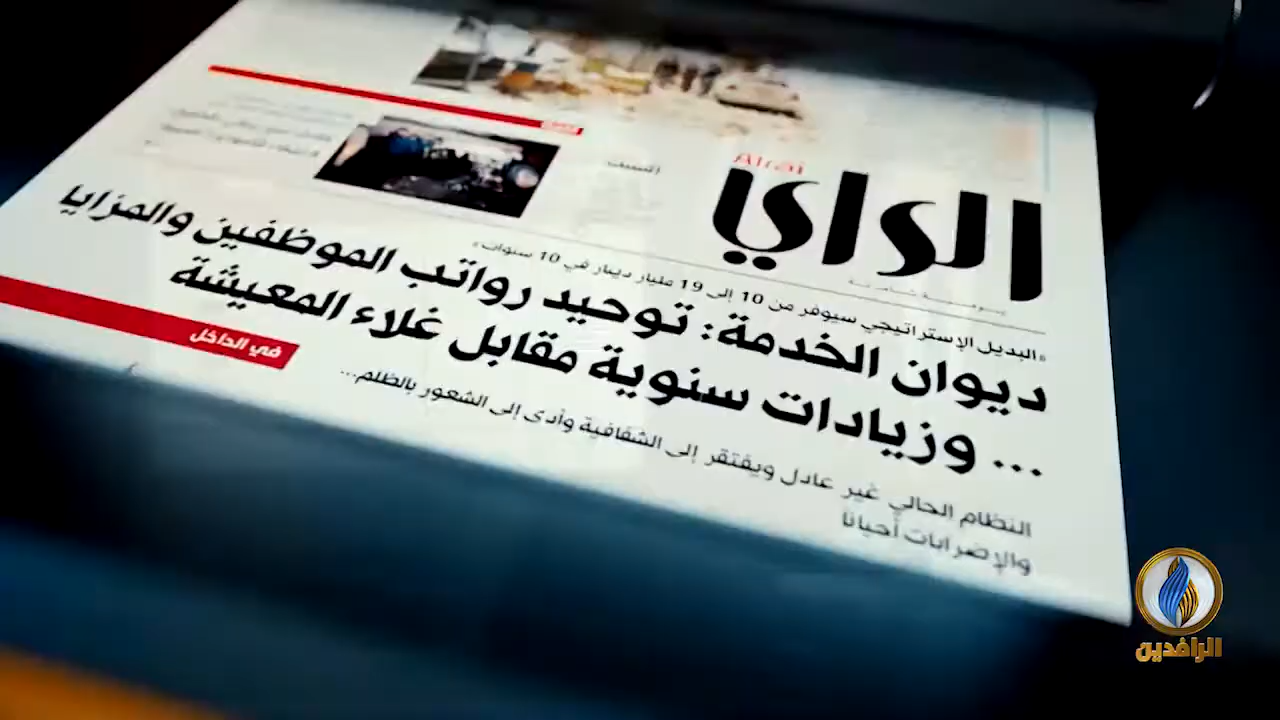 Alrai
الراي
السبت
«البديل الإستراتيجي سيوفر من 10 إلى 19 مليار دينار في 10 سنوات»
ديوان الخدمة: توحيد رواتب الموظفين والمزايا
... وزيادات سنوية مقابل غلاء المعيشة
في الداخل
النظام الحالي غير عادل ويفتقر إلى الشفافية وأدى إلى الشعور بالظلم...
والإضرابات أحيانا
الرافدين